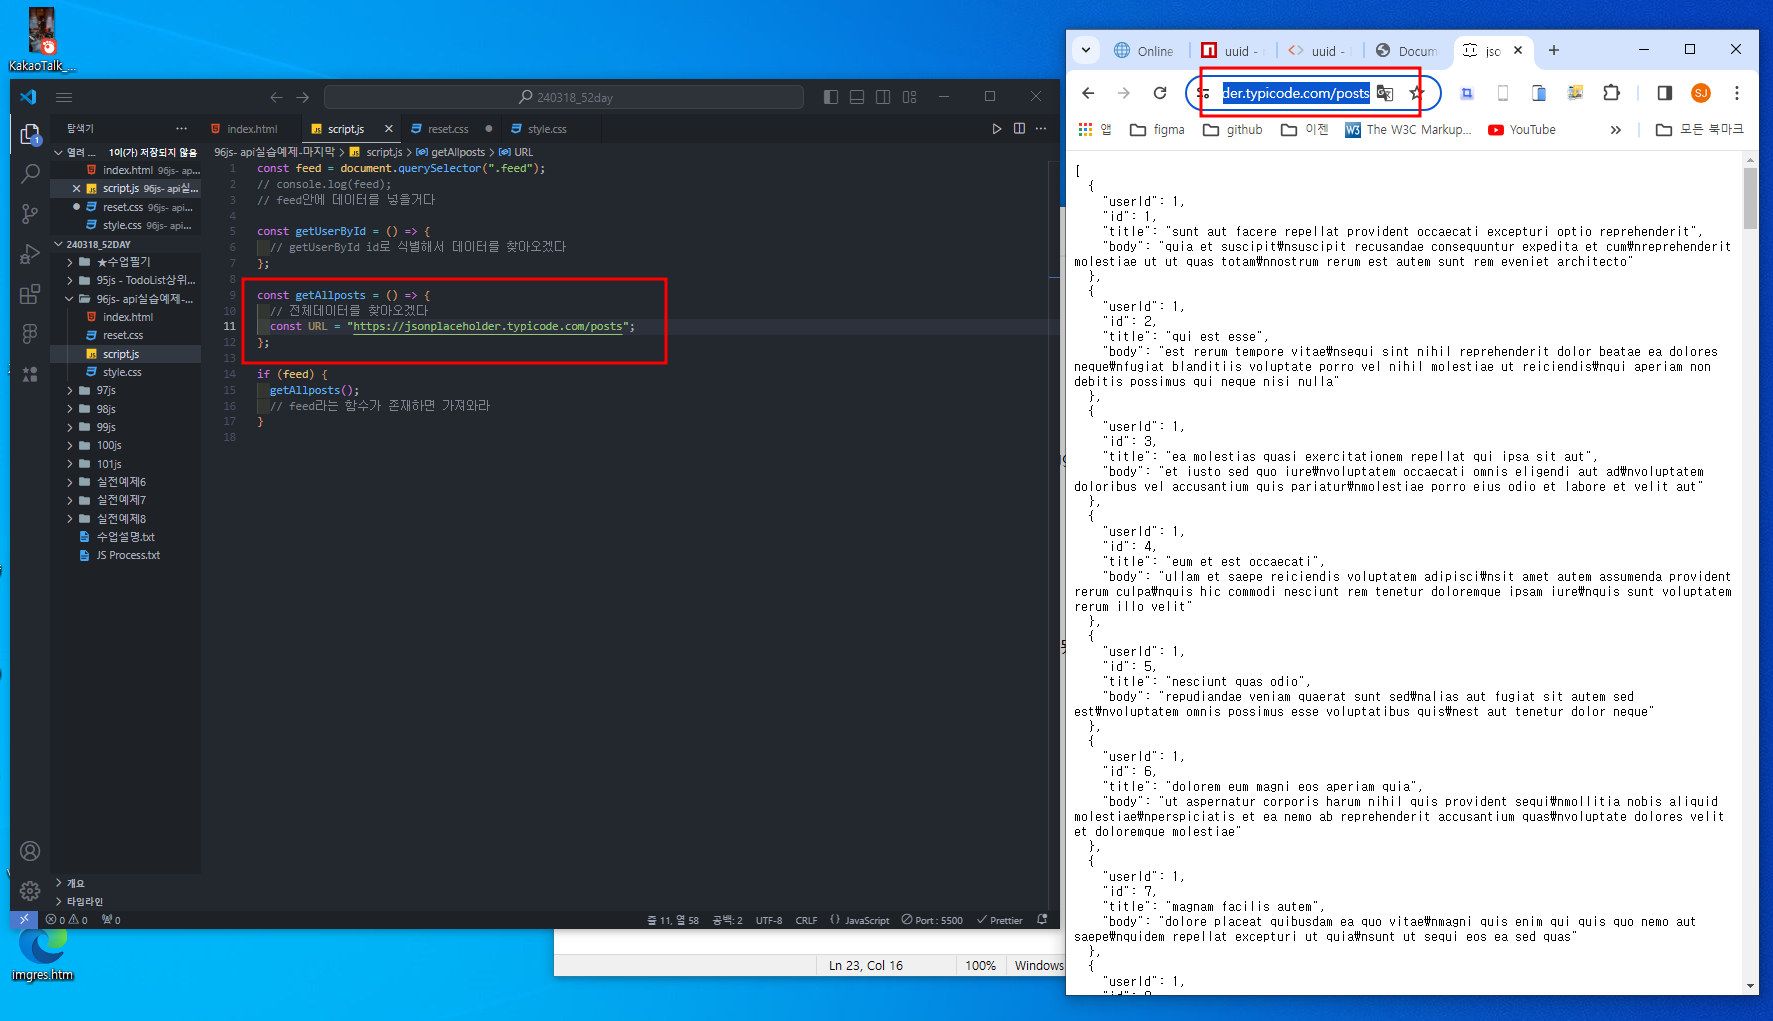 KakaoTalk_...
240318_52day
탐색기
index.html
script.js
reset.css
style.css
열려 ... 1이(가) 저장되지 않음
index.html 96js- ap...
script.js 96js- api실...
reset.css 96js- api...
style.css 96js- api...
240318_52DAY
★수업필기
95js - TodoList상위...
96js- api실습예제-...
index.html
reset.css
script.js
style.css
97js
98js
99js
100js
101js
실전예제6
실전예제7
실전예제8
수업설명.txt
JS Process.txt
개요
타임라인
96js- api실습예제-마지막 > script.js > getAllposts > URL
1 const feed = document.querySelector(".feed");
2 // console.log(feed);
3 // feed안에 데이터를 넣을거다
4
5 const getUserById = () => {
6 // getUserById id로 식별해서 데이터를 찾아오겠다
7 };
8
9 const getAllposts = () => {
10 // 전체데이터를 찾아오겠다
11 const URL = "https://jsonplaceholder.typicode.com/posts";
12 };
13
14 if (feed) {
15 getAllposts();
16 // feed라는 함수가 존재하면 가져와라
17 }
18
0 0 0
줄 11, 열 58 공백: 2 UTF-8 CRLF {} JavaScript Port : 5500 Prettier
imgres.htm
Ln 23, Col 16 100% Windows
Online
uuid -
uuid -
Docum
jso
der.typicode.com/posts
SJ
앱 figma github 이젠 The W3C Markup... YouTube » 모든 북마크
[
{
"userId": 1,
"id": 1,
"title": "sunt aut facere repellat provident occaecati excepturi optio reprehenderit",
"body": "quia et suscipit₩nsuscipit recusandae consequuntur expedita et cum₩nreprehenderit
molestiae ut ut quas totam₩nnostrum rerum est autem sunt rem eveniet architecto"
},
{
"userId": 1,
"id": 2,
"title": "qui est esse",
"body": "est rerum tempore vitae₩nsequi sint nihil reprehenderit dolor beatae ea dolores
neque₩nfugiat blanditiis voluptate porro vel nihil molestiae ut reiciendis₩nqui aperiam non
debitis possimus qui neque nisi nulla"
},
{
"userId": 1,
"id": 3,
"title": "ea molestias quasi exercitationem repellat qui ipsa sit aut",
"body": "et iusto sed quo iure₩nvoluptatem occaecati omnis eligendi aut ad₩nvoluptatem
doloribus vel accusantium quis pariatur₩nmolestiae porro eius odio et labore et velit aut"
},
{
"userId": 1,
"id": 4,
"title": "eum et est occaecati",
"body": "ullam et saepe reiciendis voluptatem adipisci₩nsit amet autem assumenda provident
rerum culpa₩nquis hic commodi nesciunt rem tenetur doloremque ipsam iure₩nquis sunt voluptatem
rerum illo velit"
},
{
"userId": 1,
"id": 5,
"title": "nesciunt quas odio",
"body": "repudiandae veniam quaerat sunt sed₩nalias aut fugiat sit autem sed
est₩nvoluptatem omnis possimus esse voluptatibus quis₩nest aut tenetur dolor neque"
},
{
"userId": 1,
"id": 6,
"title": "dolorem eum magni eos aperiam quia",
"body": "ut aspernatur corporis harum nihil quis provident sequi₩nmollitia nobis aliquid
molestiae₩nperspiciatis et ea nemo ab reprehenderit accusantium quas₩nvoluptate dolores velit
et doloremque molestiae"
},
{
"userId": 1,
"id": 7,
"title": "magnam facilis autem",
"body": "dolore placeat quibusdam ea quo vitae₩nmagni quis enim qui quis quo nemo aut
saepe₩nquidem repellat excepturi ut quia₩nsunt ut sequi eos ea sed quas"
},
{
"userId": 1,